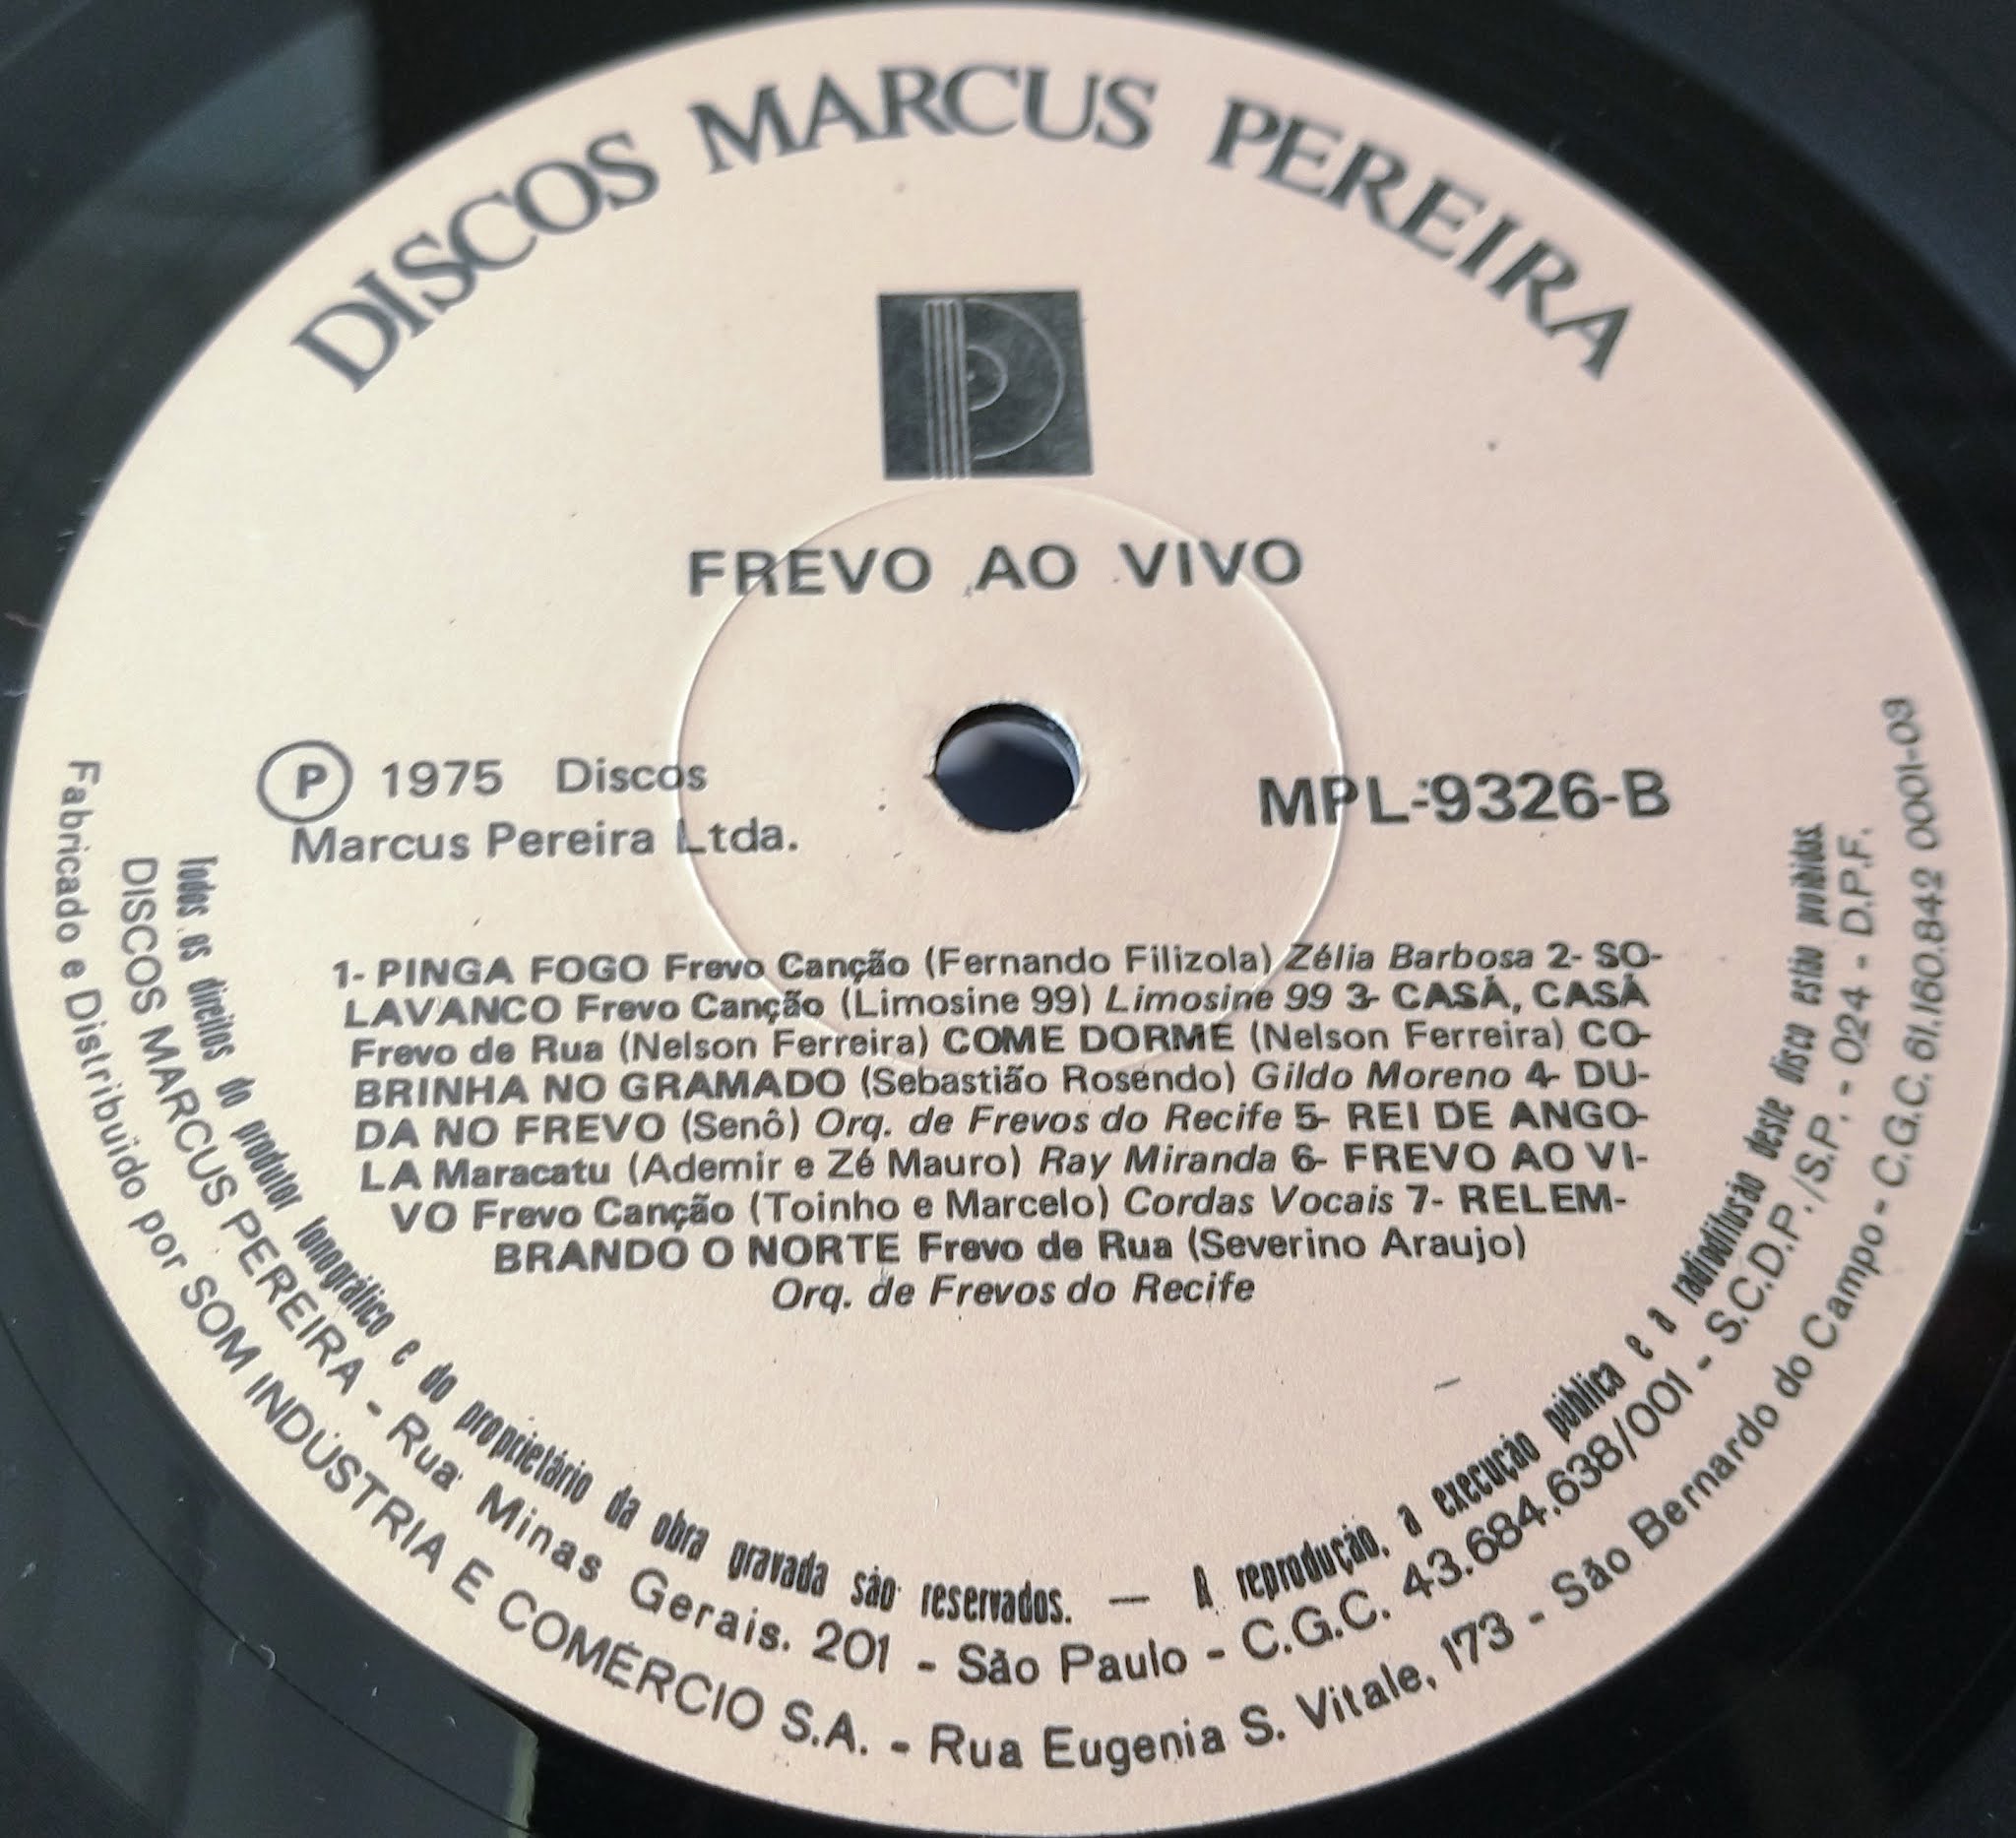 DISCOS MARCUS PEREIRA
FREVO AO VIVO
P 1975 Discos
Marcus Pereira Ltda.
MPL-9326-B
1- PINGA FOGO Frevo Canção (Fernando Filizola) Zélia Barbosa 2- SO-
LAVANCO Frevo Canção (Limosine 99) Limosine 99 3- CASÁ, CASÁ
Frevo de Rua (Nelson Ferreira) COME DORME (Nelson Ferreira) CO-
BRINHA NO GRAMADO (Sebastião Rosendo) Gildo Moreno 4- DU-
DA NO FREVO (Senô) Orq. de Frevos do Recife 5- REI DE ANGO-
LA Maracatu (Ademir e Zé Mauro) Ray Miranda 6- FREVO AO VI-
VO Frevo Canção (Toinho e Marcelo) Cordas Vocais 7- RELEM-
BRANDO O NORTE Frevo de Rua (Severino Araujo)
Orq. de Frevos do Recife
Todos os direitos do produtor fonográfico e do proprietário da obra gravada são reservados. — A reprodução, a execução pública e a radiodifusão deste disco estão proibidas.
DISCOS MARCUS PEREIRA - Rua Minas Gerais. 201 - São Paulo - C.G.C. 43.684.638/001 - S.C.D.P./S.P. - 024 - D.P.F.
Fabricado e Distribuido por SOM INDÚSTRIA E COMÉRCIO S.A. - Rua Eugenia S. Vitale, 173 - São Bernardo do Campo - C.G.C. 61.160.842 0001-03